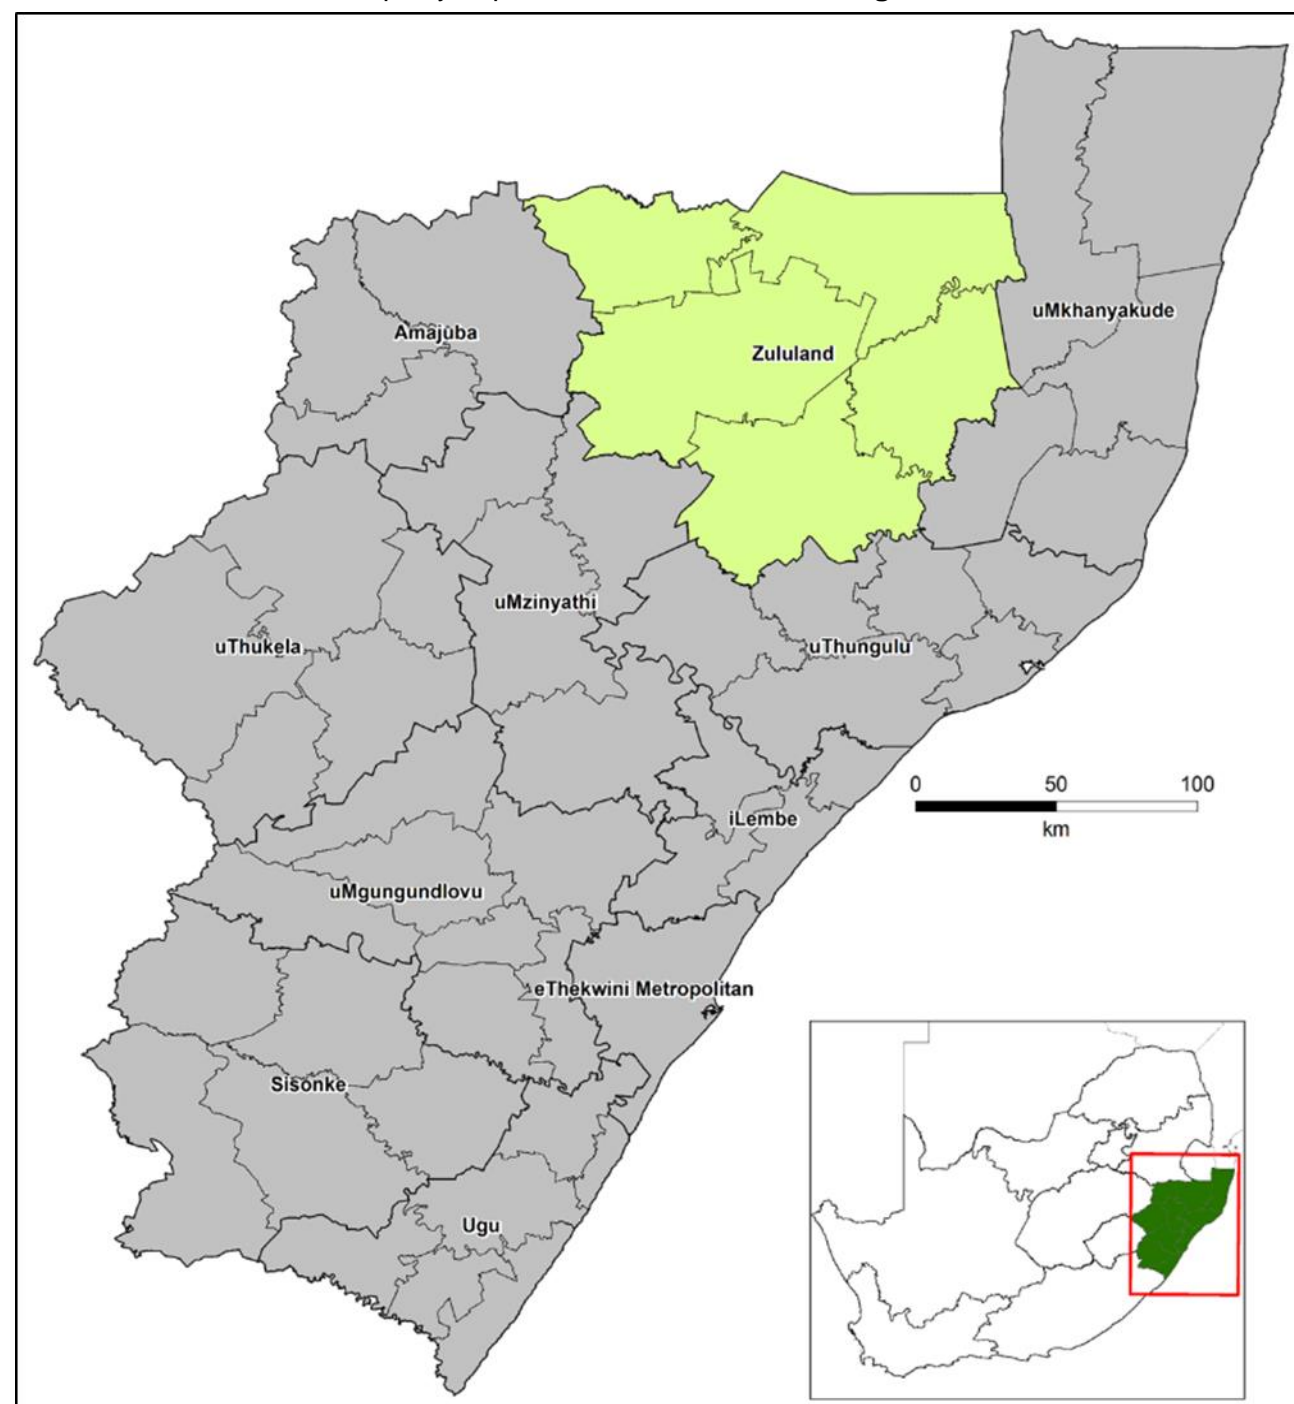 uMkhanyakude
Amajuba
Zululand
uMzinyathi
uThukela
uThungulu
0 50 100
km
iLembe
uMgungundlovu
eThekwini Metropolitan
Sisonke
Ugu